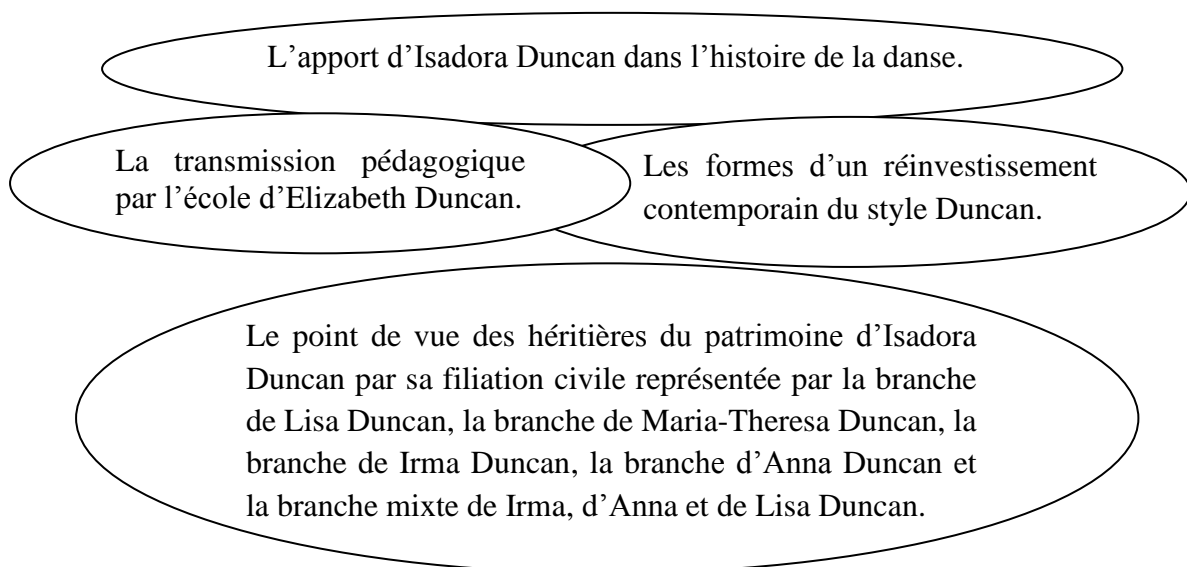 L’apport d’Isadora Duncan dans l’histoire de la danse.
La transmission pédagogique
par l’école d’Elizabeth Duncan.
Les formes d’un réinvestissement
contemporain du style Duncan.
Le point de vue des héritières du patrimoine d’Isadora
Duncan par sa filiation civile représentée par la branche
de Lisa Duncan, la branche de Maria-Theresa Duncan, la
branche de Irma Duncan, la branche d’Anna Duncan et
la branche mixte de Irma, d’Anna et de Lisa Duncan.